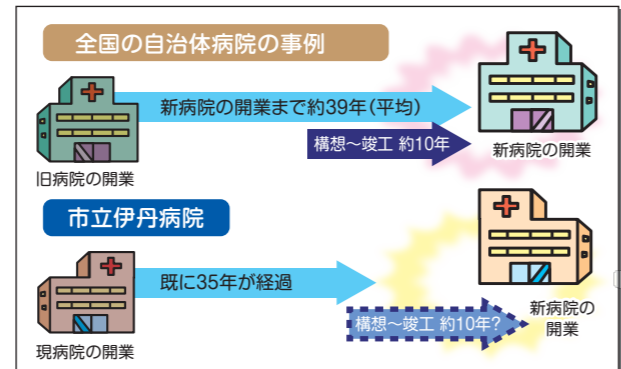 全国の自治体病院の事例
新病院の開業まで約39年(平均)
構想～竣工 約10年
旧病院の開業
新病院の開業
市立伊丹病院
既に35年が経過
構想～竣工 約10年?
現病院の開業
新病院の
開業